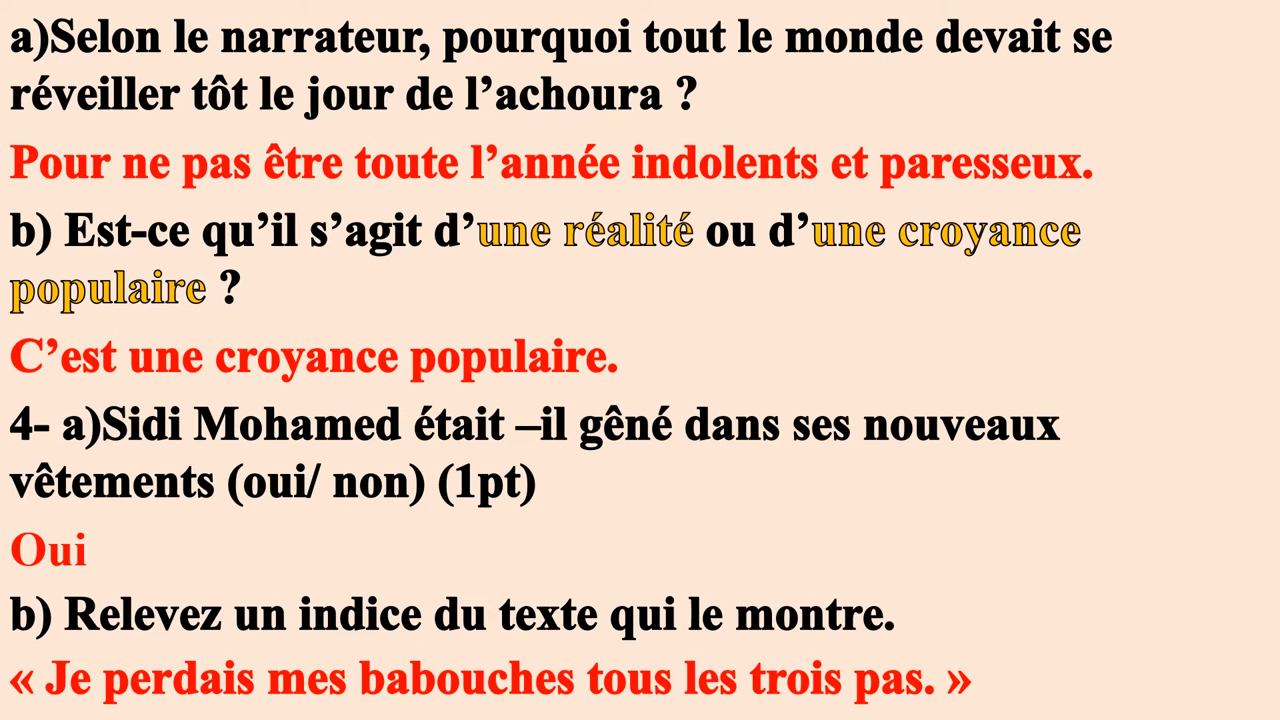 a)Selon le narrateur, pourquoi tout le monde devait se
réveiller tôt le jour de l’achoura ?
Pour ne pas être toute l’année indolents et paresseux.
b) Est-ce qu’il s’agit d’une réalité ou d’une croyance
populaire ?
C’est une croyance populaire.
4- a)Sidi Mohamed était –il gêné dans ses nouveaux
vêtements (oui/ non) (1pt)
Oui
b) Relevez un indice du texte qui le montre.
« Je perdais mes babouches tous les trois pas. »